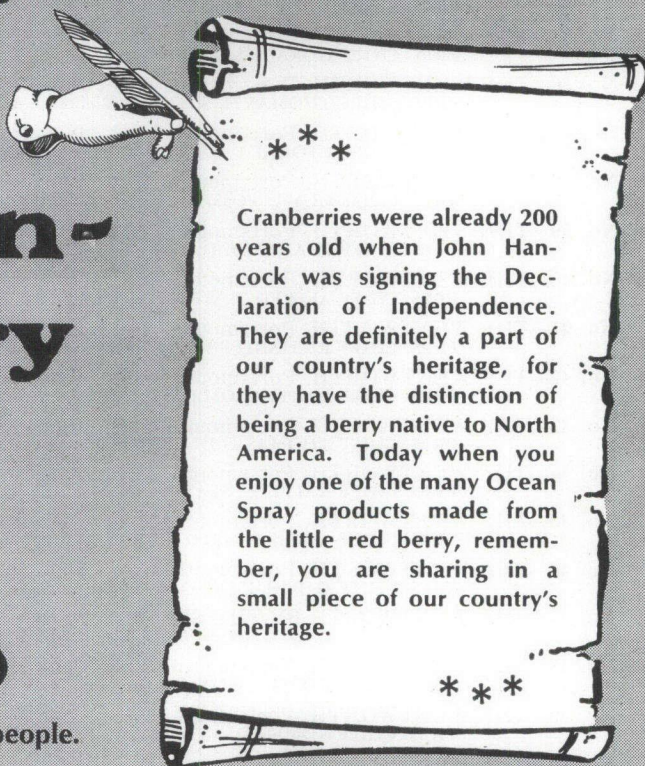 n-
ry
people.
* * *
Cranberries were already 200
years old when John Han-
cock was signing the Dec-
laration of Independence.
They are definitely a part of
our country's heritage, for
they have the distinction of
being a berry native to North
America. Today when you
enjoy one of the many Ocean
Spray products made from
the little red berry, remem-
ber, you are sharing in a
small piece of our country's
heritage.
* * *